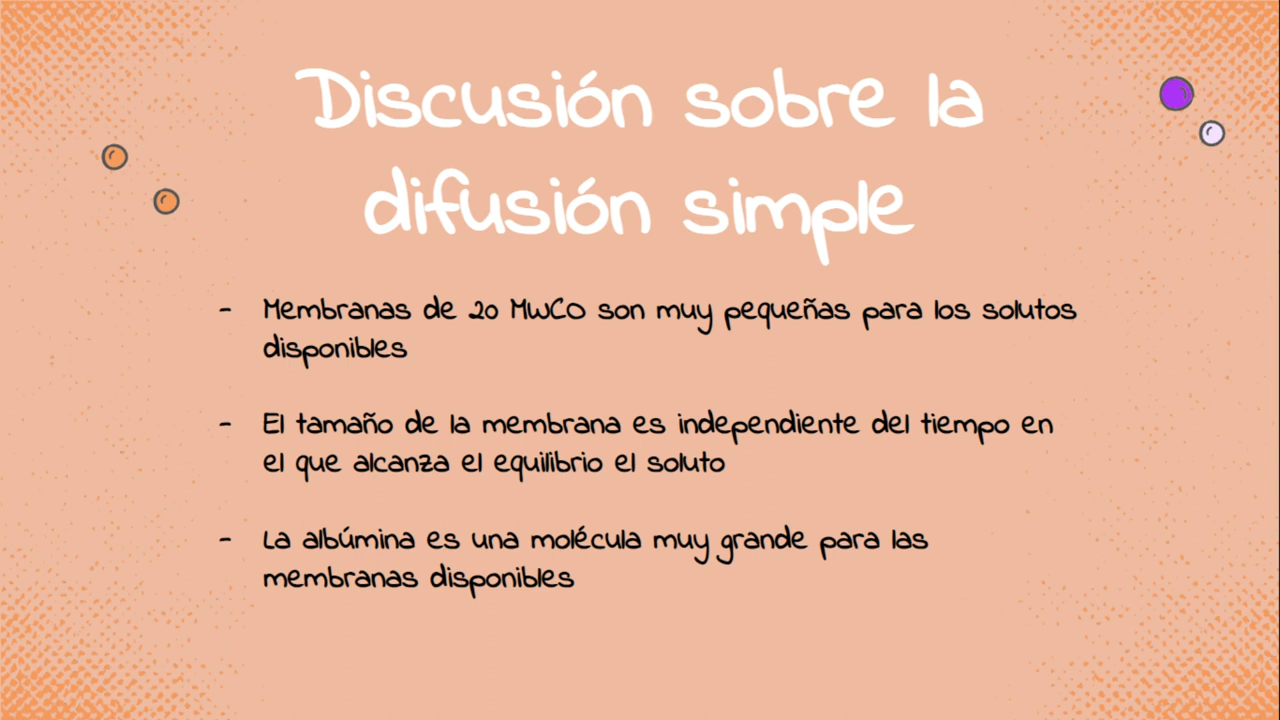 Discusión sobre la
difusión simple
- Membranas de 20 MWCO son muy pequeñas para los solutos
disponibles
- El tamaño de la membrana es independiente del tiempo en
el que alcanza el equilibrio el soluto
- La albúmina es una molécula muy grande para las
membranas disponibles